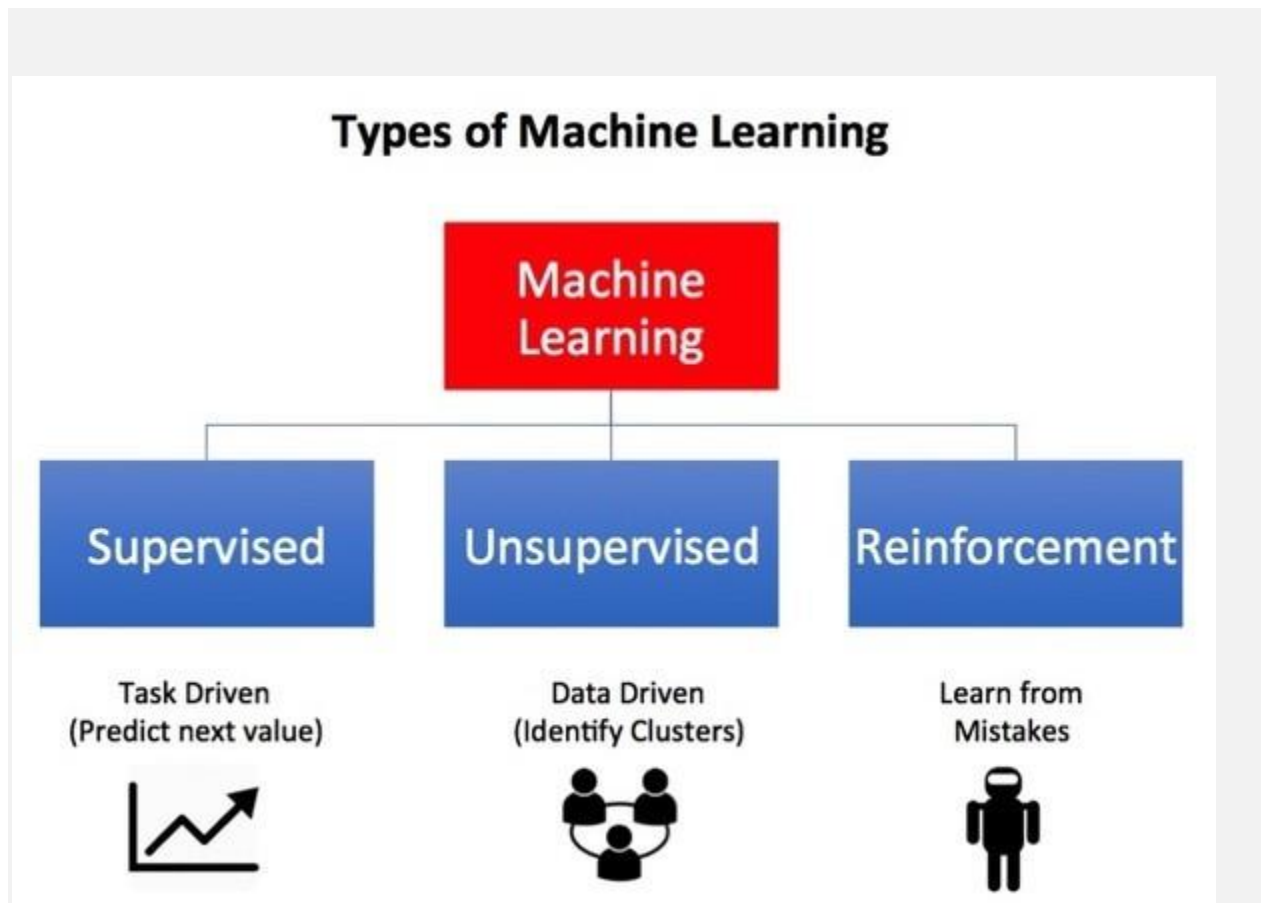 Types of Machine Learning
Machine
Learning
Supervised
Unsupervised
Reinforcement
Task Driven
(Predict next value)
Data Driven
(Identify Clusters)
Learn from
Mistakes